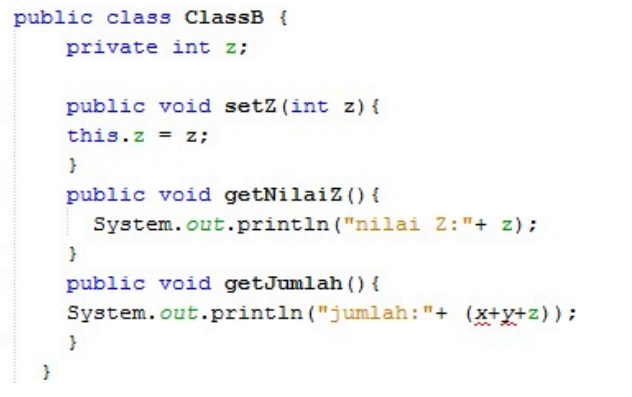 public class ClassB {
private int z;
public void setZ(int z){
this.z = z;
}
public void getNilaiZ(){
System.out.println("nilai Z:"+ z);
}
public void getJumlah(){
System.out.println("jumlah:"+ (x+y+z));
}
}